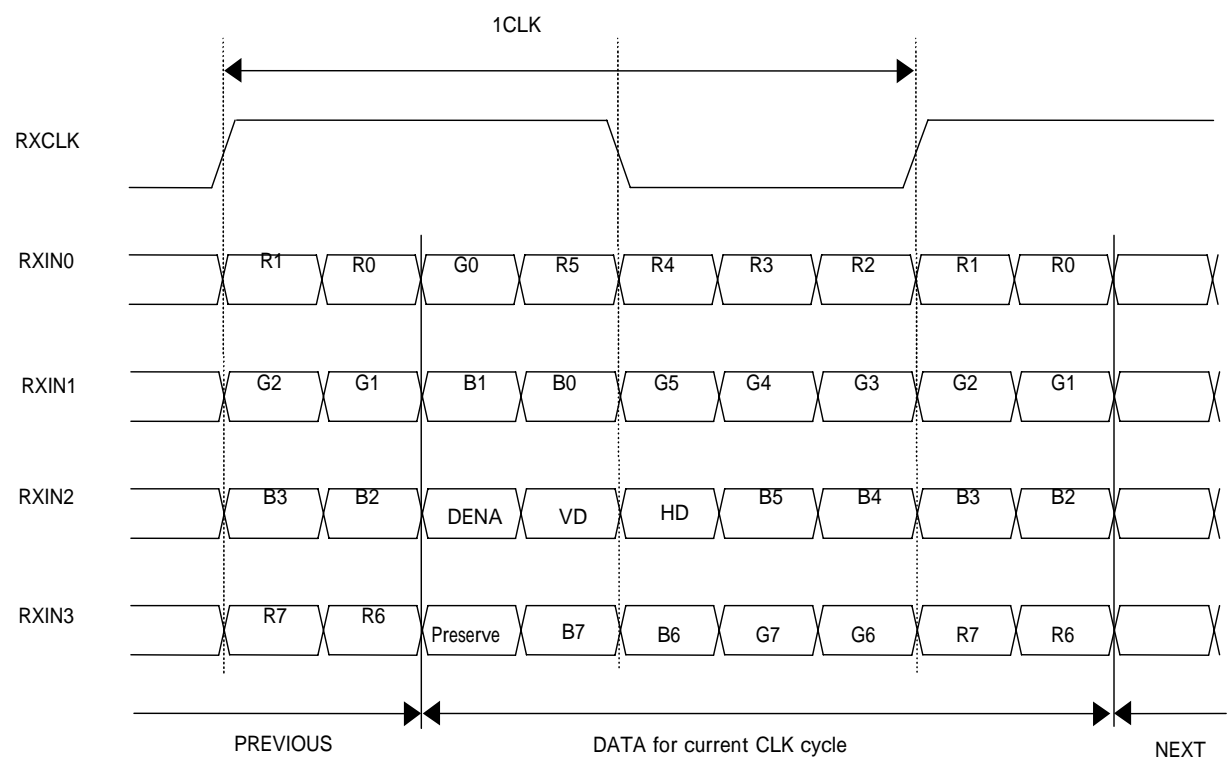 1CLK
RXCLK
RXIN0 R1 R0 G0 R5 R4 R3 R2 R1 R0
RXIN1 G2 G1 B1 B0 G5 G4 G3 G2 G1
RXIN2 B3 B2 DENA VD HD B5 B4 B3 B2
RXIN3 R7 R6 Preserve B7 B6 G7 G6 R7 R6
PREVIOUS DATA for current CLK cycle NEXT